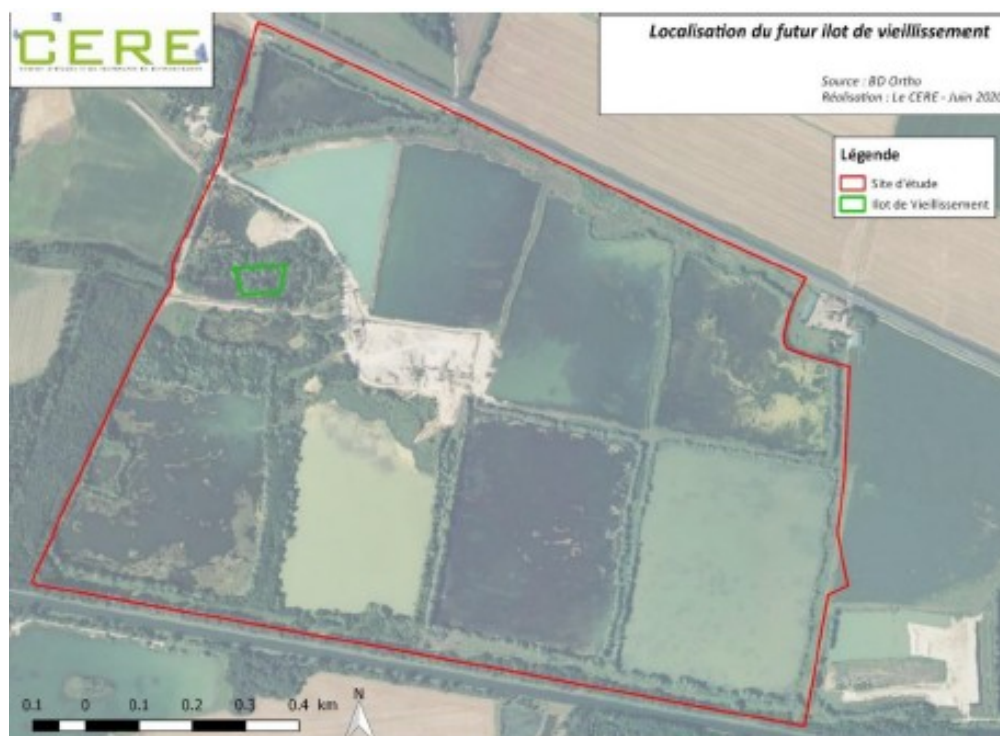 CERE
Localisation du futur ilot de vieillissement
Source : BD Ortho
Réalisation : Le CERE - Juin 2020
Légende
Site d'étude
Ilot de Vieillissement
0.1 0 0.1 0.2 0.3 0.4 km
N